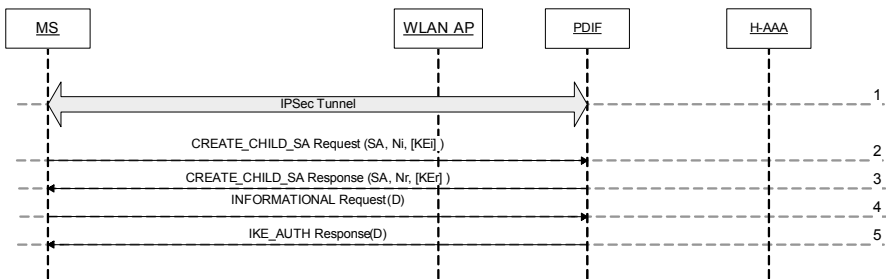 MS
WLAN AP
PDIF
H-AAA
IPSec Tunnel
1
CREATE_CHILD_SA Request (SA, Ni, [KEi] )
2
CREATE_CHILD_SA Response (SA, Nr, [KEr] )
3
INFORMATIONAL Request(D)
4
IKE_AUTH Response(D)
5